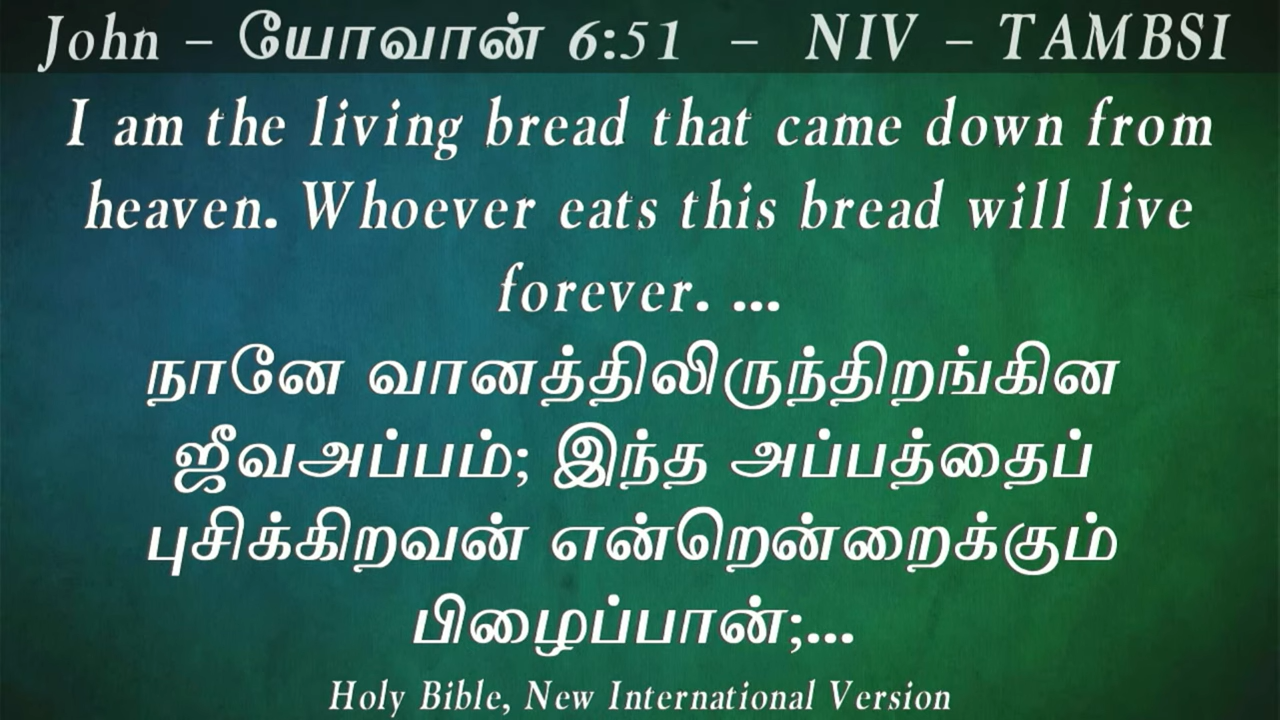 John – யோவான் 6:51 – NIV – TAMBSI
I am the living bread that came down from
heaven. Whoever eats this bread will live
forever. ...
நானே வானத்திலிருந்திறங்கின
ஜீவஅப்பம்; இந்த அப்பத்தைப்
புசிக்கிறவன் என்றென்றைக்கும்
பிழைப்பான்;...
Holy Bible, New International Version